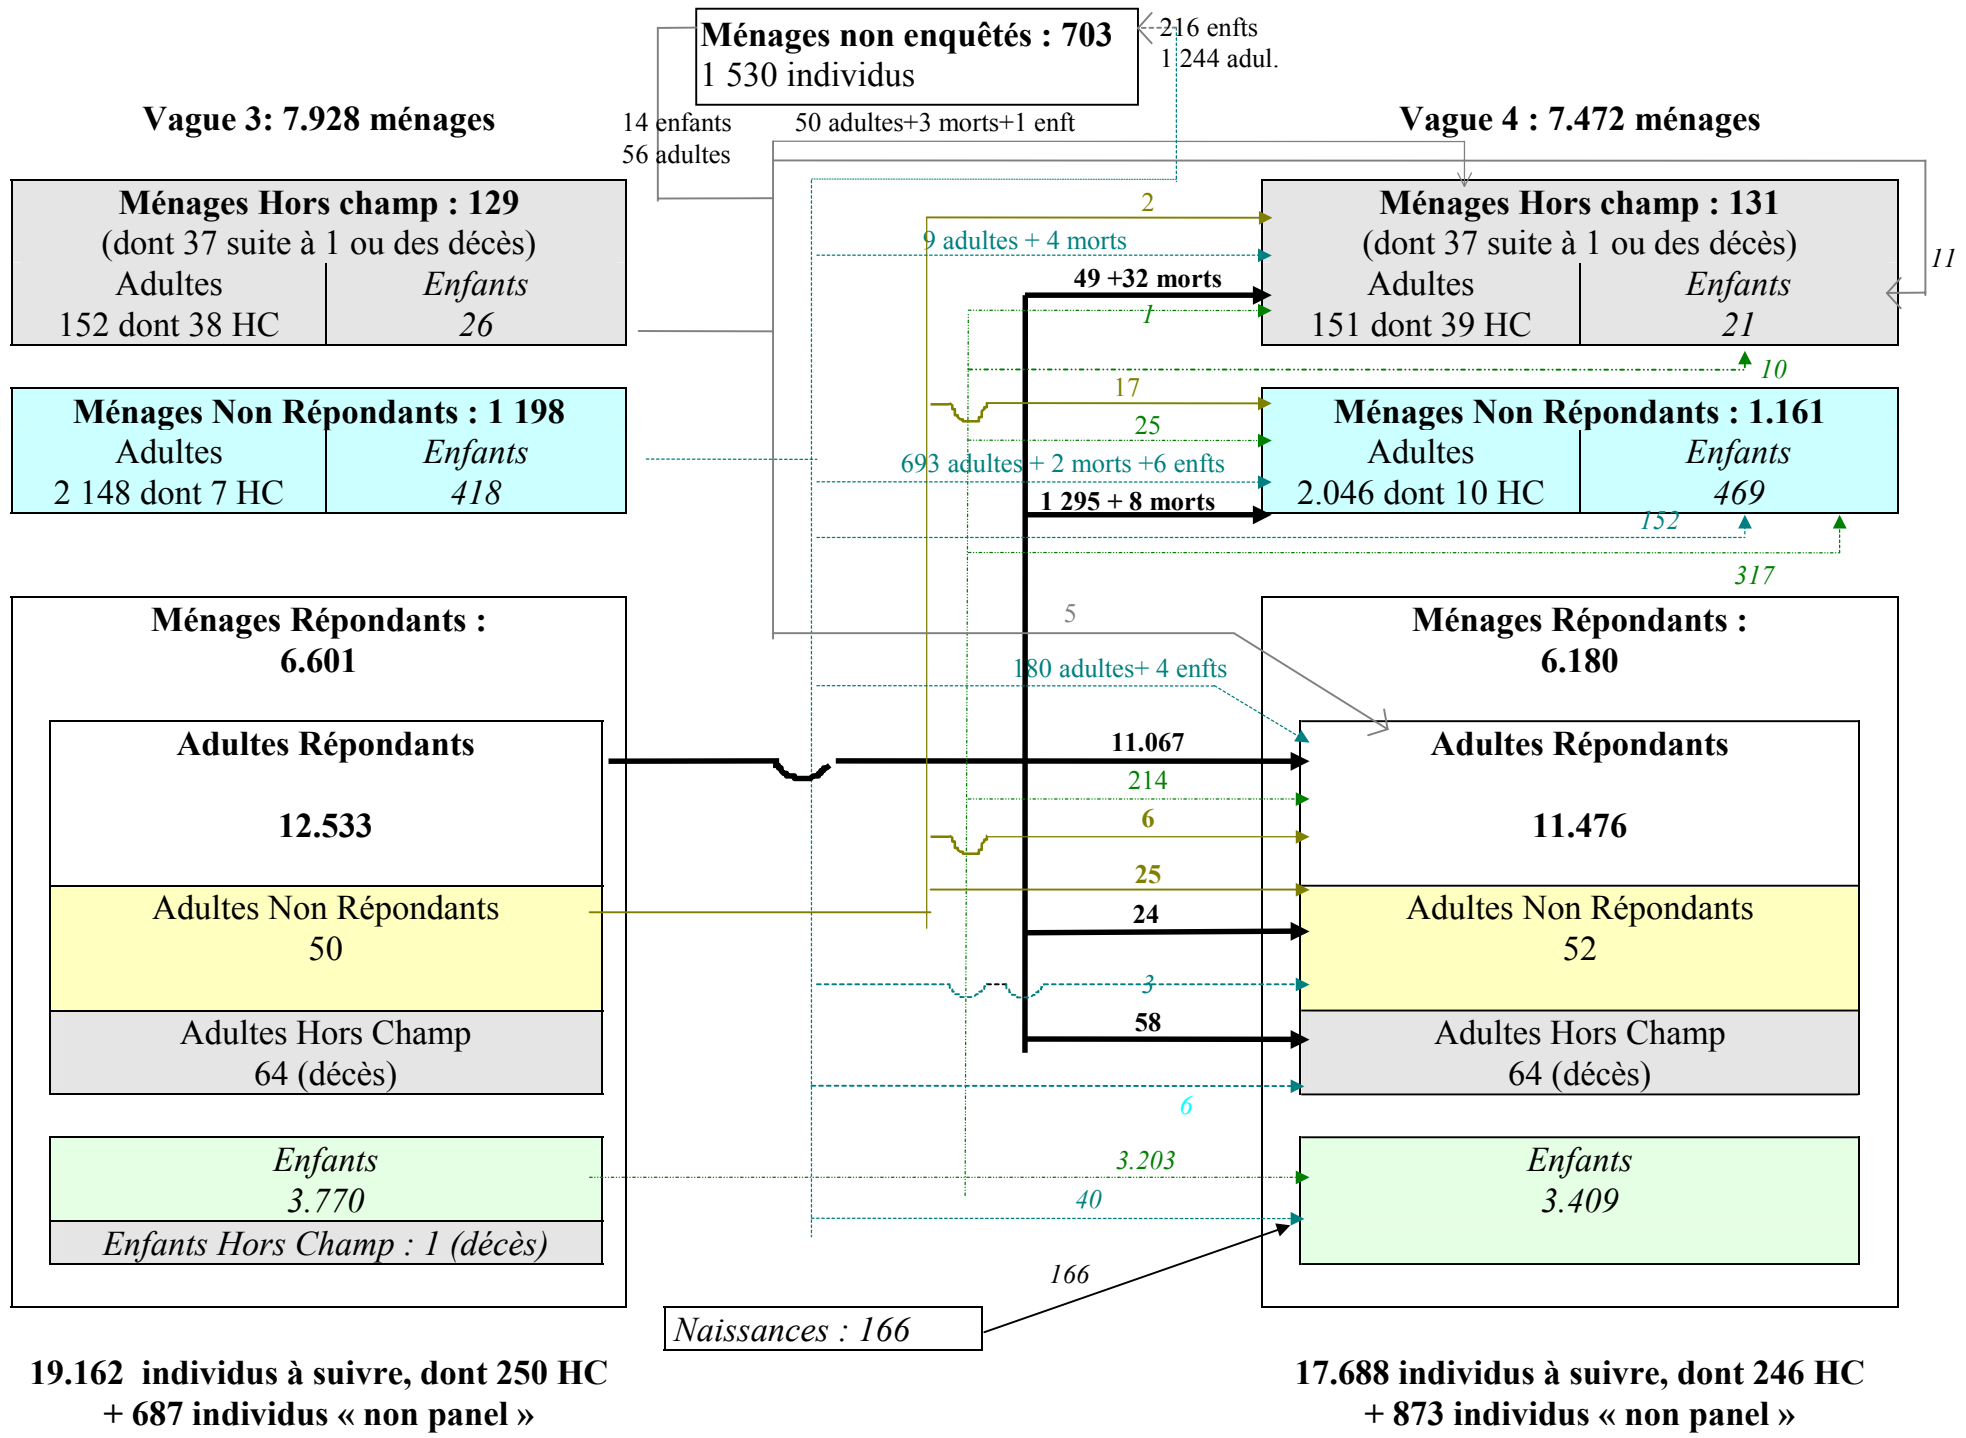 Ménages non enquêtés : 703
1 530 individus
216 enfts
1 244 adul.
Vague 3: 7.928 ménages
14 enfants
56 adultes
50 adultes+3 morts+1 enft
Vague 4 : 7.472 ménages
Ménages Hors champ : 129
(dont 37 suite à 1 ou des décès)
Adultes
152 dont 38 HC
Enfants
26
2
9 adultes + 4 morts
49 +32 morts
1
Ménages Hors champ : 131
(dont 37 suite à 1 ou des décès)
Adultes
151 dont 39 HC
Enfants
21
11
10
Ménages Non Répondants : 1 198
Adultes
2 148 dont 7 HC
Enfants
418
17
25
693 adultes + 2 morts +6 enfts
1 295 + 8 morts
Ménages Non Répondants : 1.161
Adultes
2.046 dont 10 HC
Enfants
469
152
317
Ménages Répondants :
6.601
5
180 adultes+ 4 enfts
Ménages Répondants :
6.180
Adultes Répondants
12.533
11.067
214
6
Adultes Répondants
11.476
Adultes Non Répondants
50
25
24
3
Adultes Non Répondants
52
Adultes Hors Champ
64 (décès)
58
6
Adultes Hors Champ
64 (décès)
Enfants
3.770
Enfants Hors Champ : 1 (décès)
3.203
40
Enfants
3.409
166
Naissances : 166
19.162 individus à suivre, dont 250 HC
+ 687 individus « non panel »
17.688 individus à suivre, dont 246 HC
+ 873 individus « non panel »